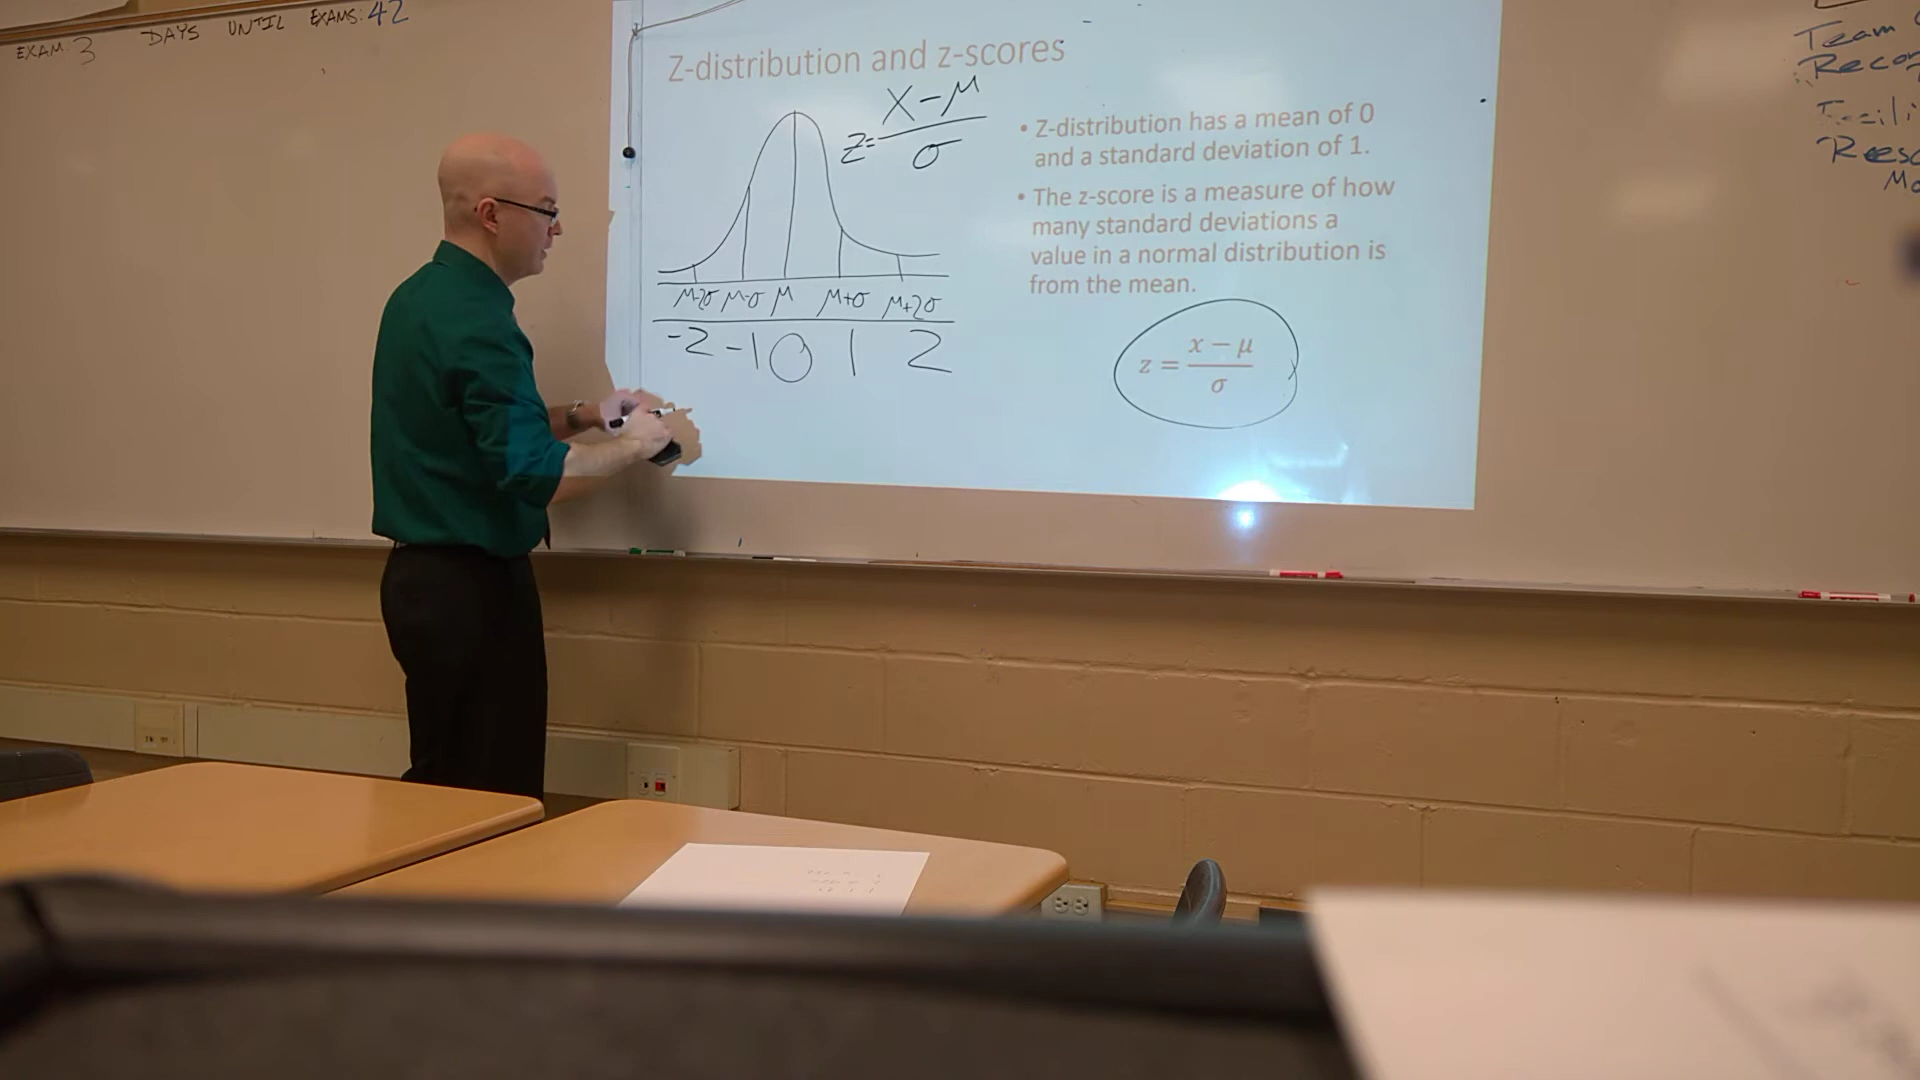 EXAM: 3 DAYS UNTIL EXAMS: 42
Z-distribution and z-scores
z = X - μ / σ
μ-2σ μ-σ μ μ+σ μ+2σ
-2 -1 0 1 2
• Z-distribution has a mean of 0
and a standard deviation of 1.
• The z-score is a measure of how
many standard deviations a
value in a normal distribution is
from the mean.
z = x - μ / σ
Team